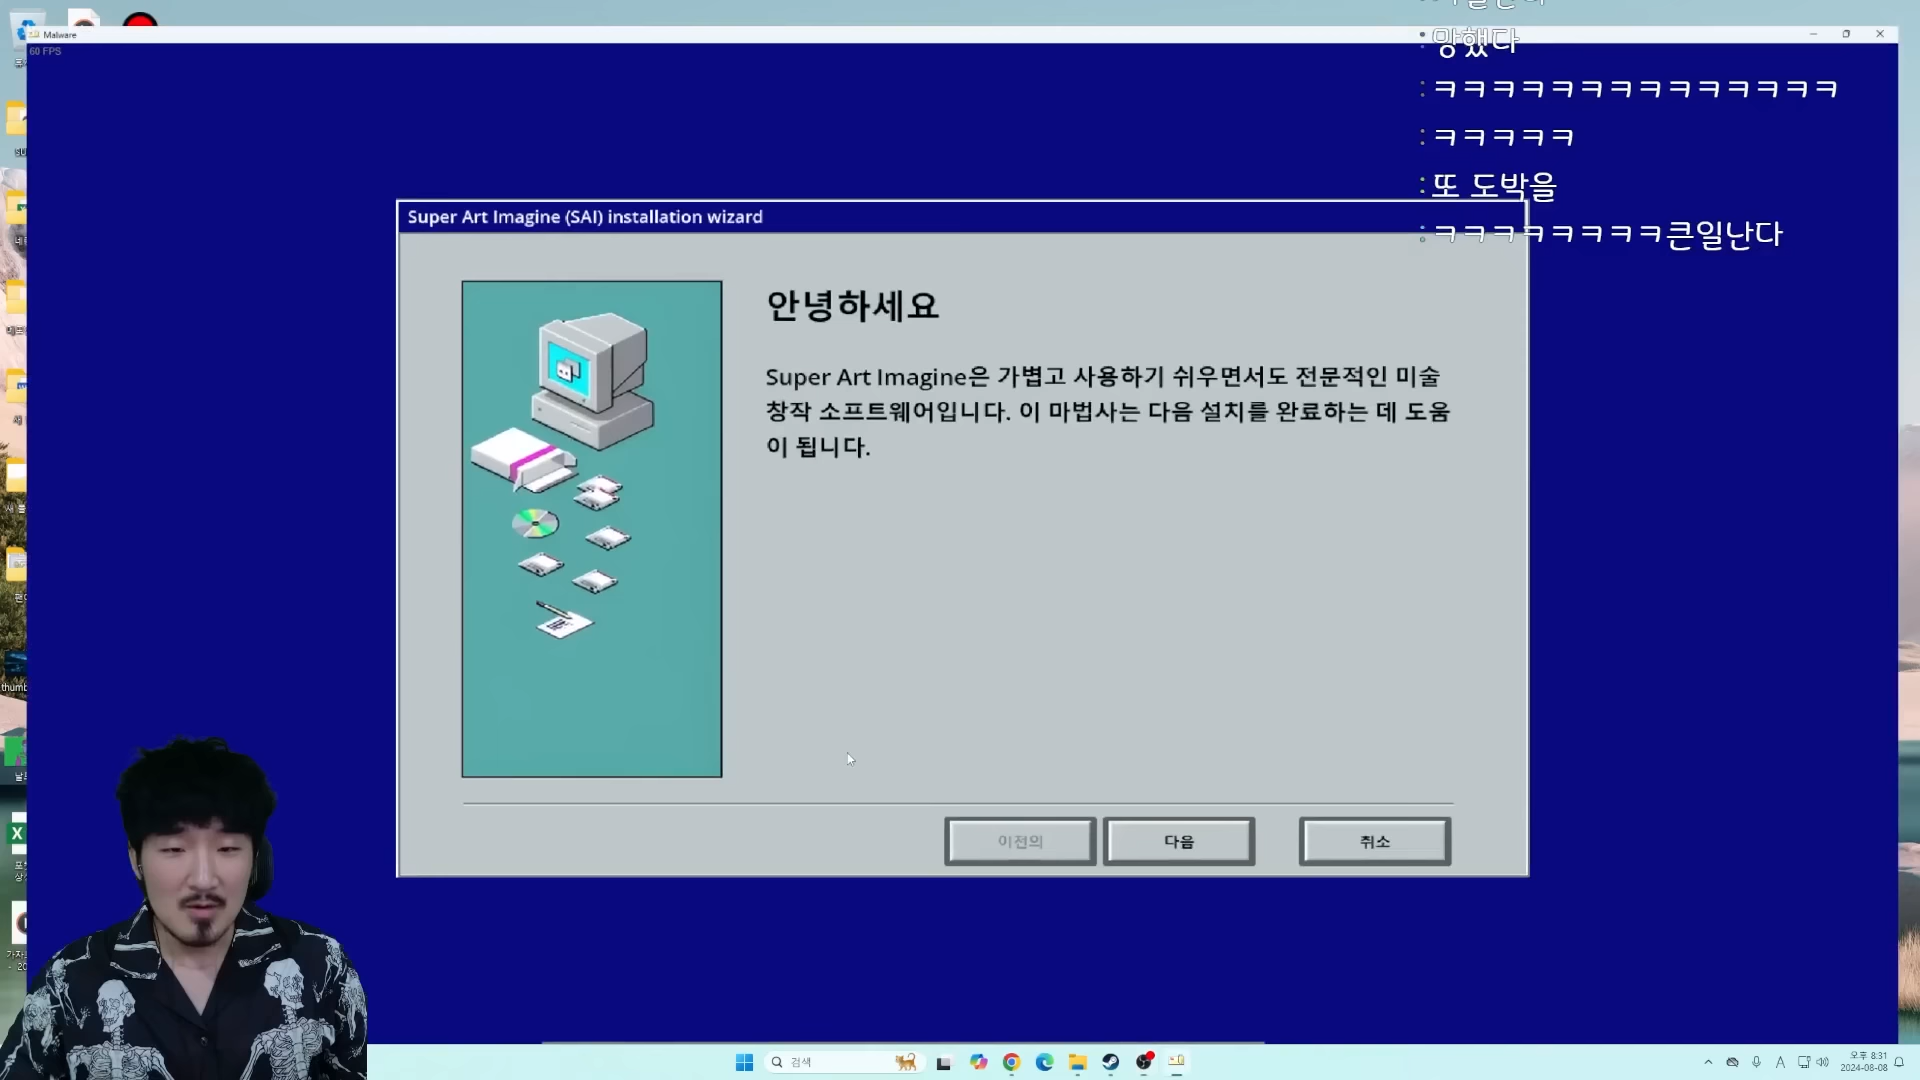 Malware
60 FPS
망했다
: ㅋㅋㅋㅋㅋㅋㅋㅋㅋㅋㅋㅋㅋㅋ
: ㅋㅋㅋㅋㅋ
: 또 도박을
: ㅋㅋㅋㅋㅋㅋㅋㅋ큰일난다
Super Art Imagine (SAI) installation wizard
안녕하세요
Super Art Imagine은 가볍고 사용하기 쉬우면서도 전문적인 미술
창작 소프트웨어입니다. 이 마법사는 다음 설치를 완료하는 데 도움
이 됩니다.
이전의
다음
취소
thumb
검색
A
오후 8:31
2024-08-08